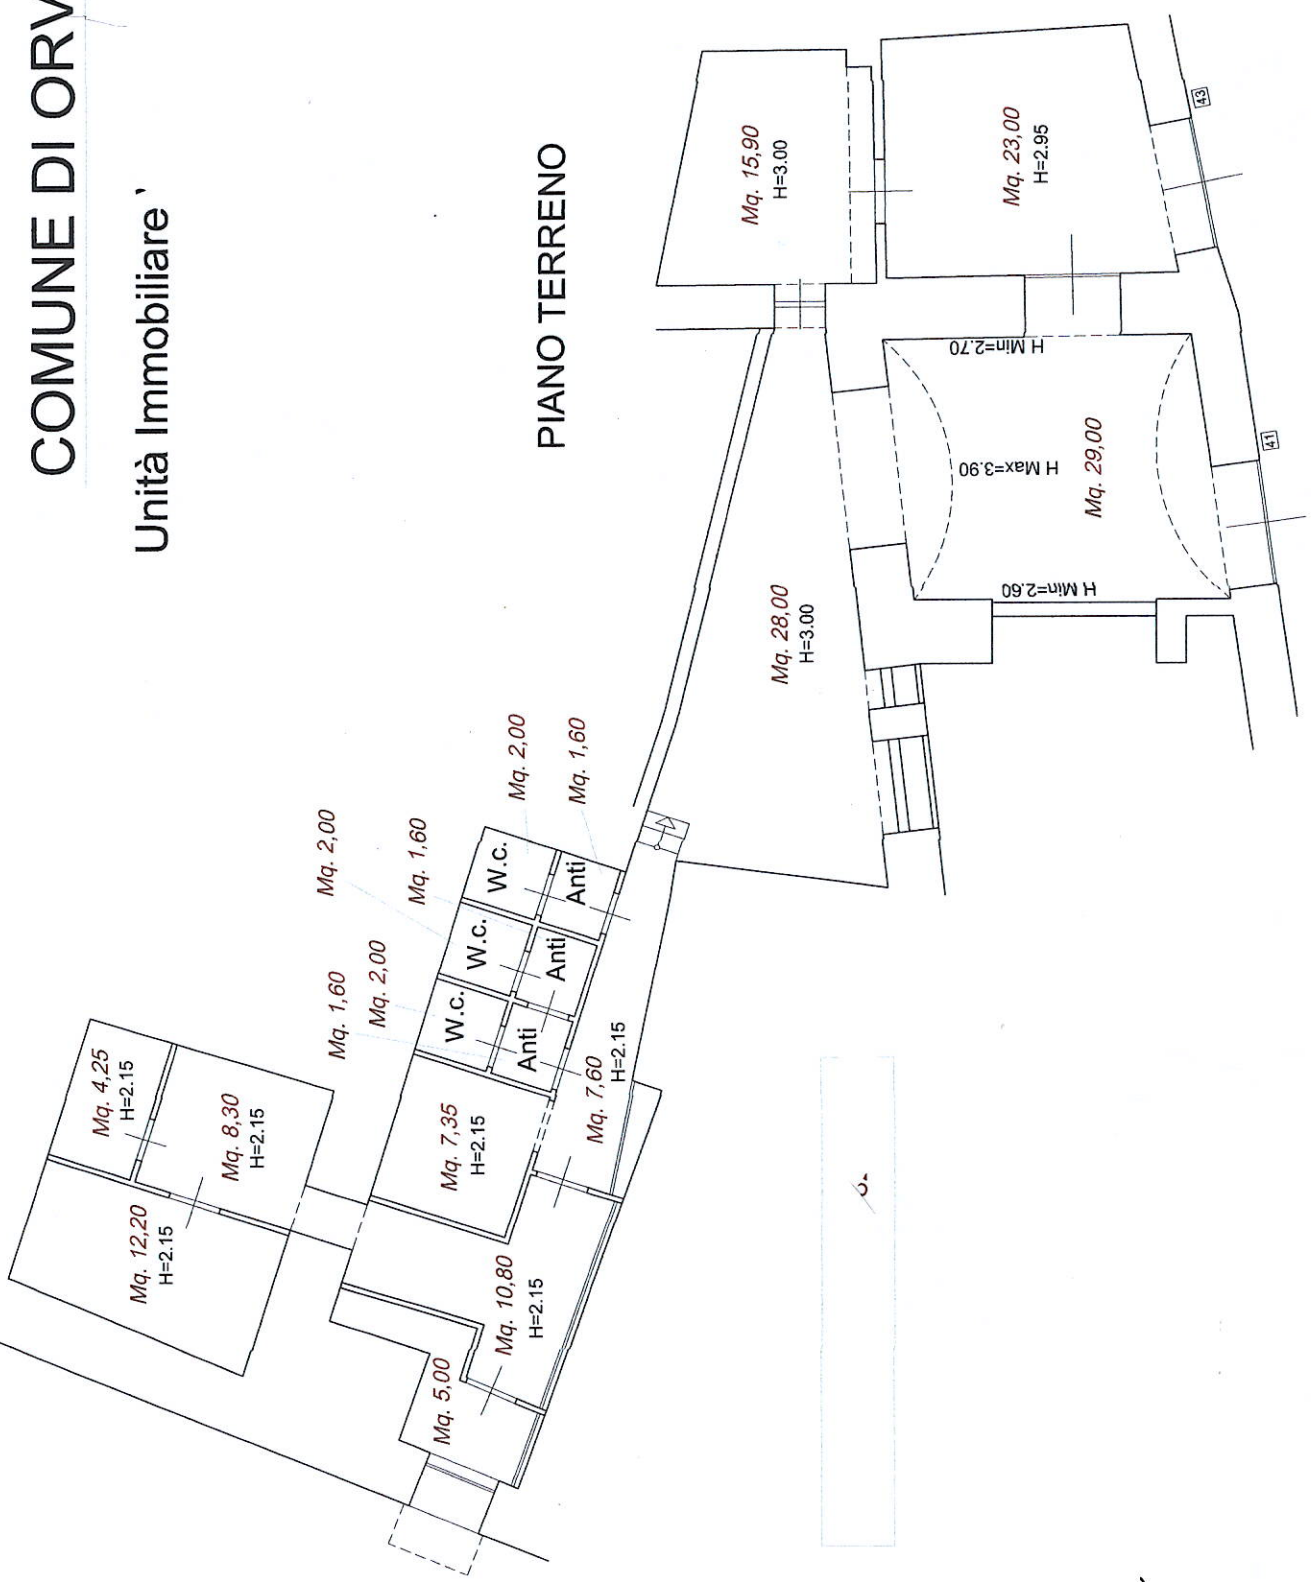 COMUNE DI ORV
Unità Immobiliare
PIANO TERRENO
Mq. 4,25
H=2.15
Mq. 8,30
H=2.15
Mq. 12,20
H=2.15
Mq. 1,60
Mq. 2,00
Mq. 2,00
Mq. 1,60
Mq. 2,00
Mq. 1,60
W.c.
W.c.
W.c.
Anti
Anti
Anti
Mq. 7,35
H=2.15
Mq. 7,60
H=2.15
Mq. 10,80
H=2.15
Mq. 5,00
Mq. 15,90
H=3.00
Mq. 23,00
H=2.95
Mq. 28,00
H=3.00
H Min=2.70
H Max=3.90
Mq. 29,00
H Min=2.60
43
41